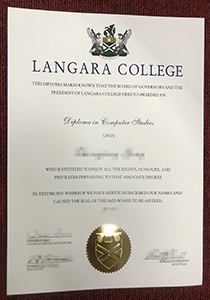 LANGARA COLLEGE
THIS DIPLOMA MAKES KNOWN THAT THE BOARD OF GOVERNORS AND THE
PRESIDENT OF LANGARA COLLEGE HERETO AWARDED AN
Diploma in Computer Studies
UPON
WHO IS ENTITLED TO ENJOY ALL THE RIGHTS, HONOURS, AND
PRIVILEGES PERTAINING TO THAT ASSOCIATE DEGREE
IN TESTIMONY WHEREOF WE HAVE HERETO SUBSCRIBED OUR NAMES AND
CAUSED THE SEAL OF THE SAID BOARD TO BE AFFIXED.